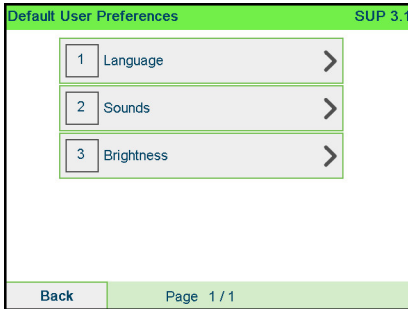 Default User Preferences SUP 3.1
1 Language
2 Sounds
3 Brightness
Back Page 1 / 1